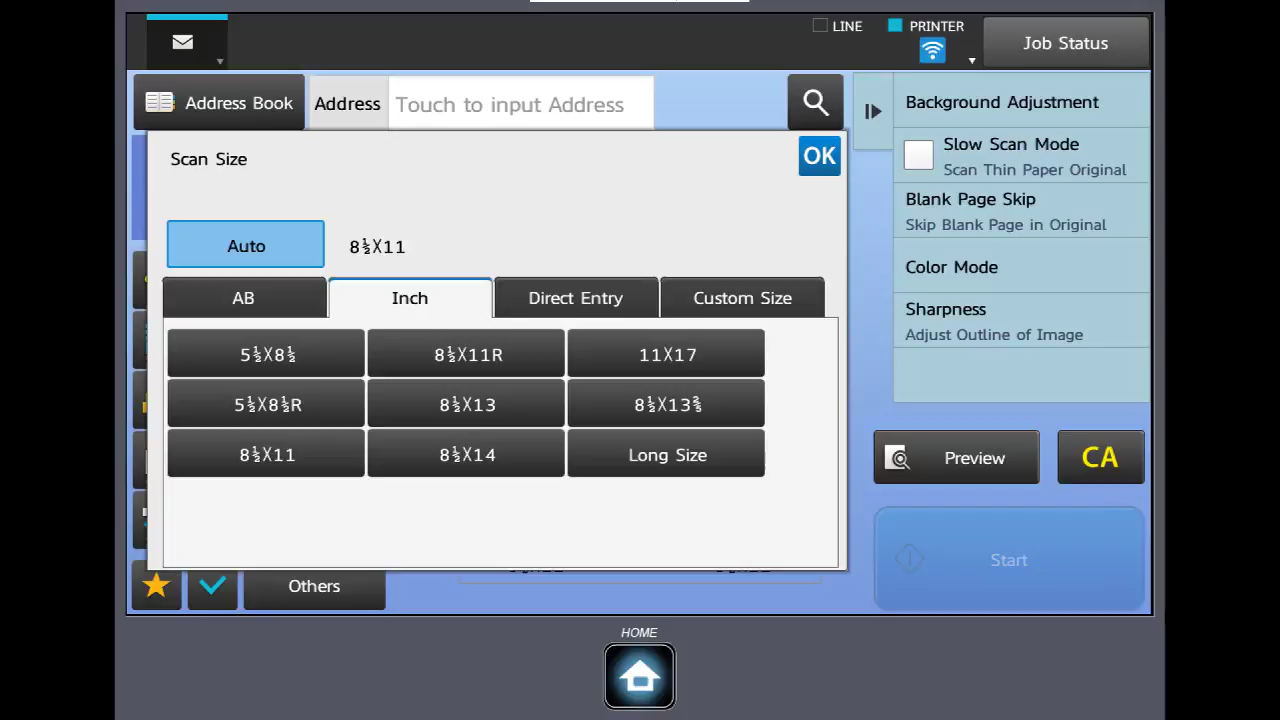 LINE
PRINTER
Job Status
Address Book
Address
Touch to input Address
Background Adjustment
Slow Scan Mode
Scan Thin Paper Original
Blank Page Skip
Skip Blank Page in Original
Color Mode
Sharpness
Adjust Outline of Image
Scan Size
OK
Auto
8½X11
AB
Inch
Direct Entry
Custom Size
5½X8½
8½X11R
11X17
5½X8½R
8½X13
8½X13⅖
8½X11
8½X14
Long Size
Preview
CA
Start
Others
HOME